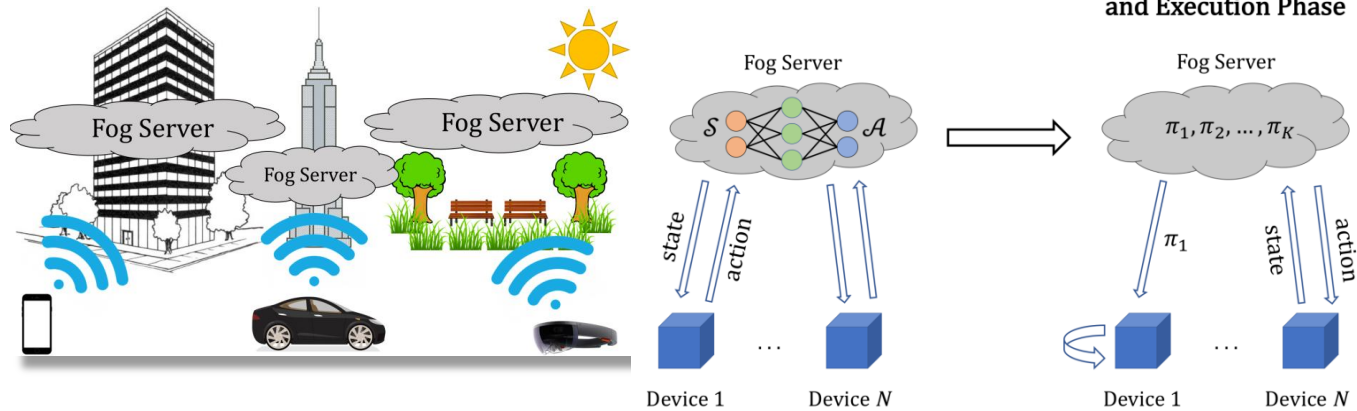 and Execution Phase
Fog Server
Fog Server
Fog Server
Fog Server
𝒮 𝒜
state
action
Device 1
...
Device N
Fog Server
π₁, π₂, ... , π_K
π₁
state
action
Device 1
...
Device N